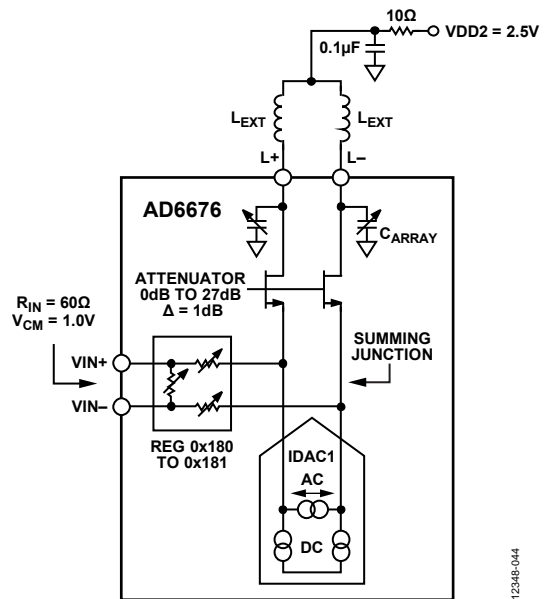 10Ω
VDD2 = 2.5V
0.1µF
LEXT
LEXT
L+
L–
AD6676
CARRAY
ATTENUATOR
0dB TO 27dB
Δ = 1dB
RIN = 60Ω
VCM = 1.0V
SUMMING
JUNCTION
VIN+
VIN–
REG 0x180
TO 0x181
IDAC1
AC
DC
12348-044